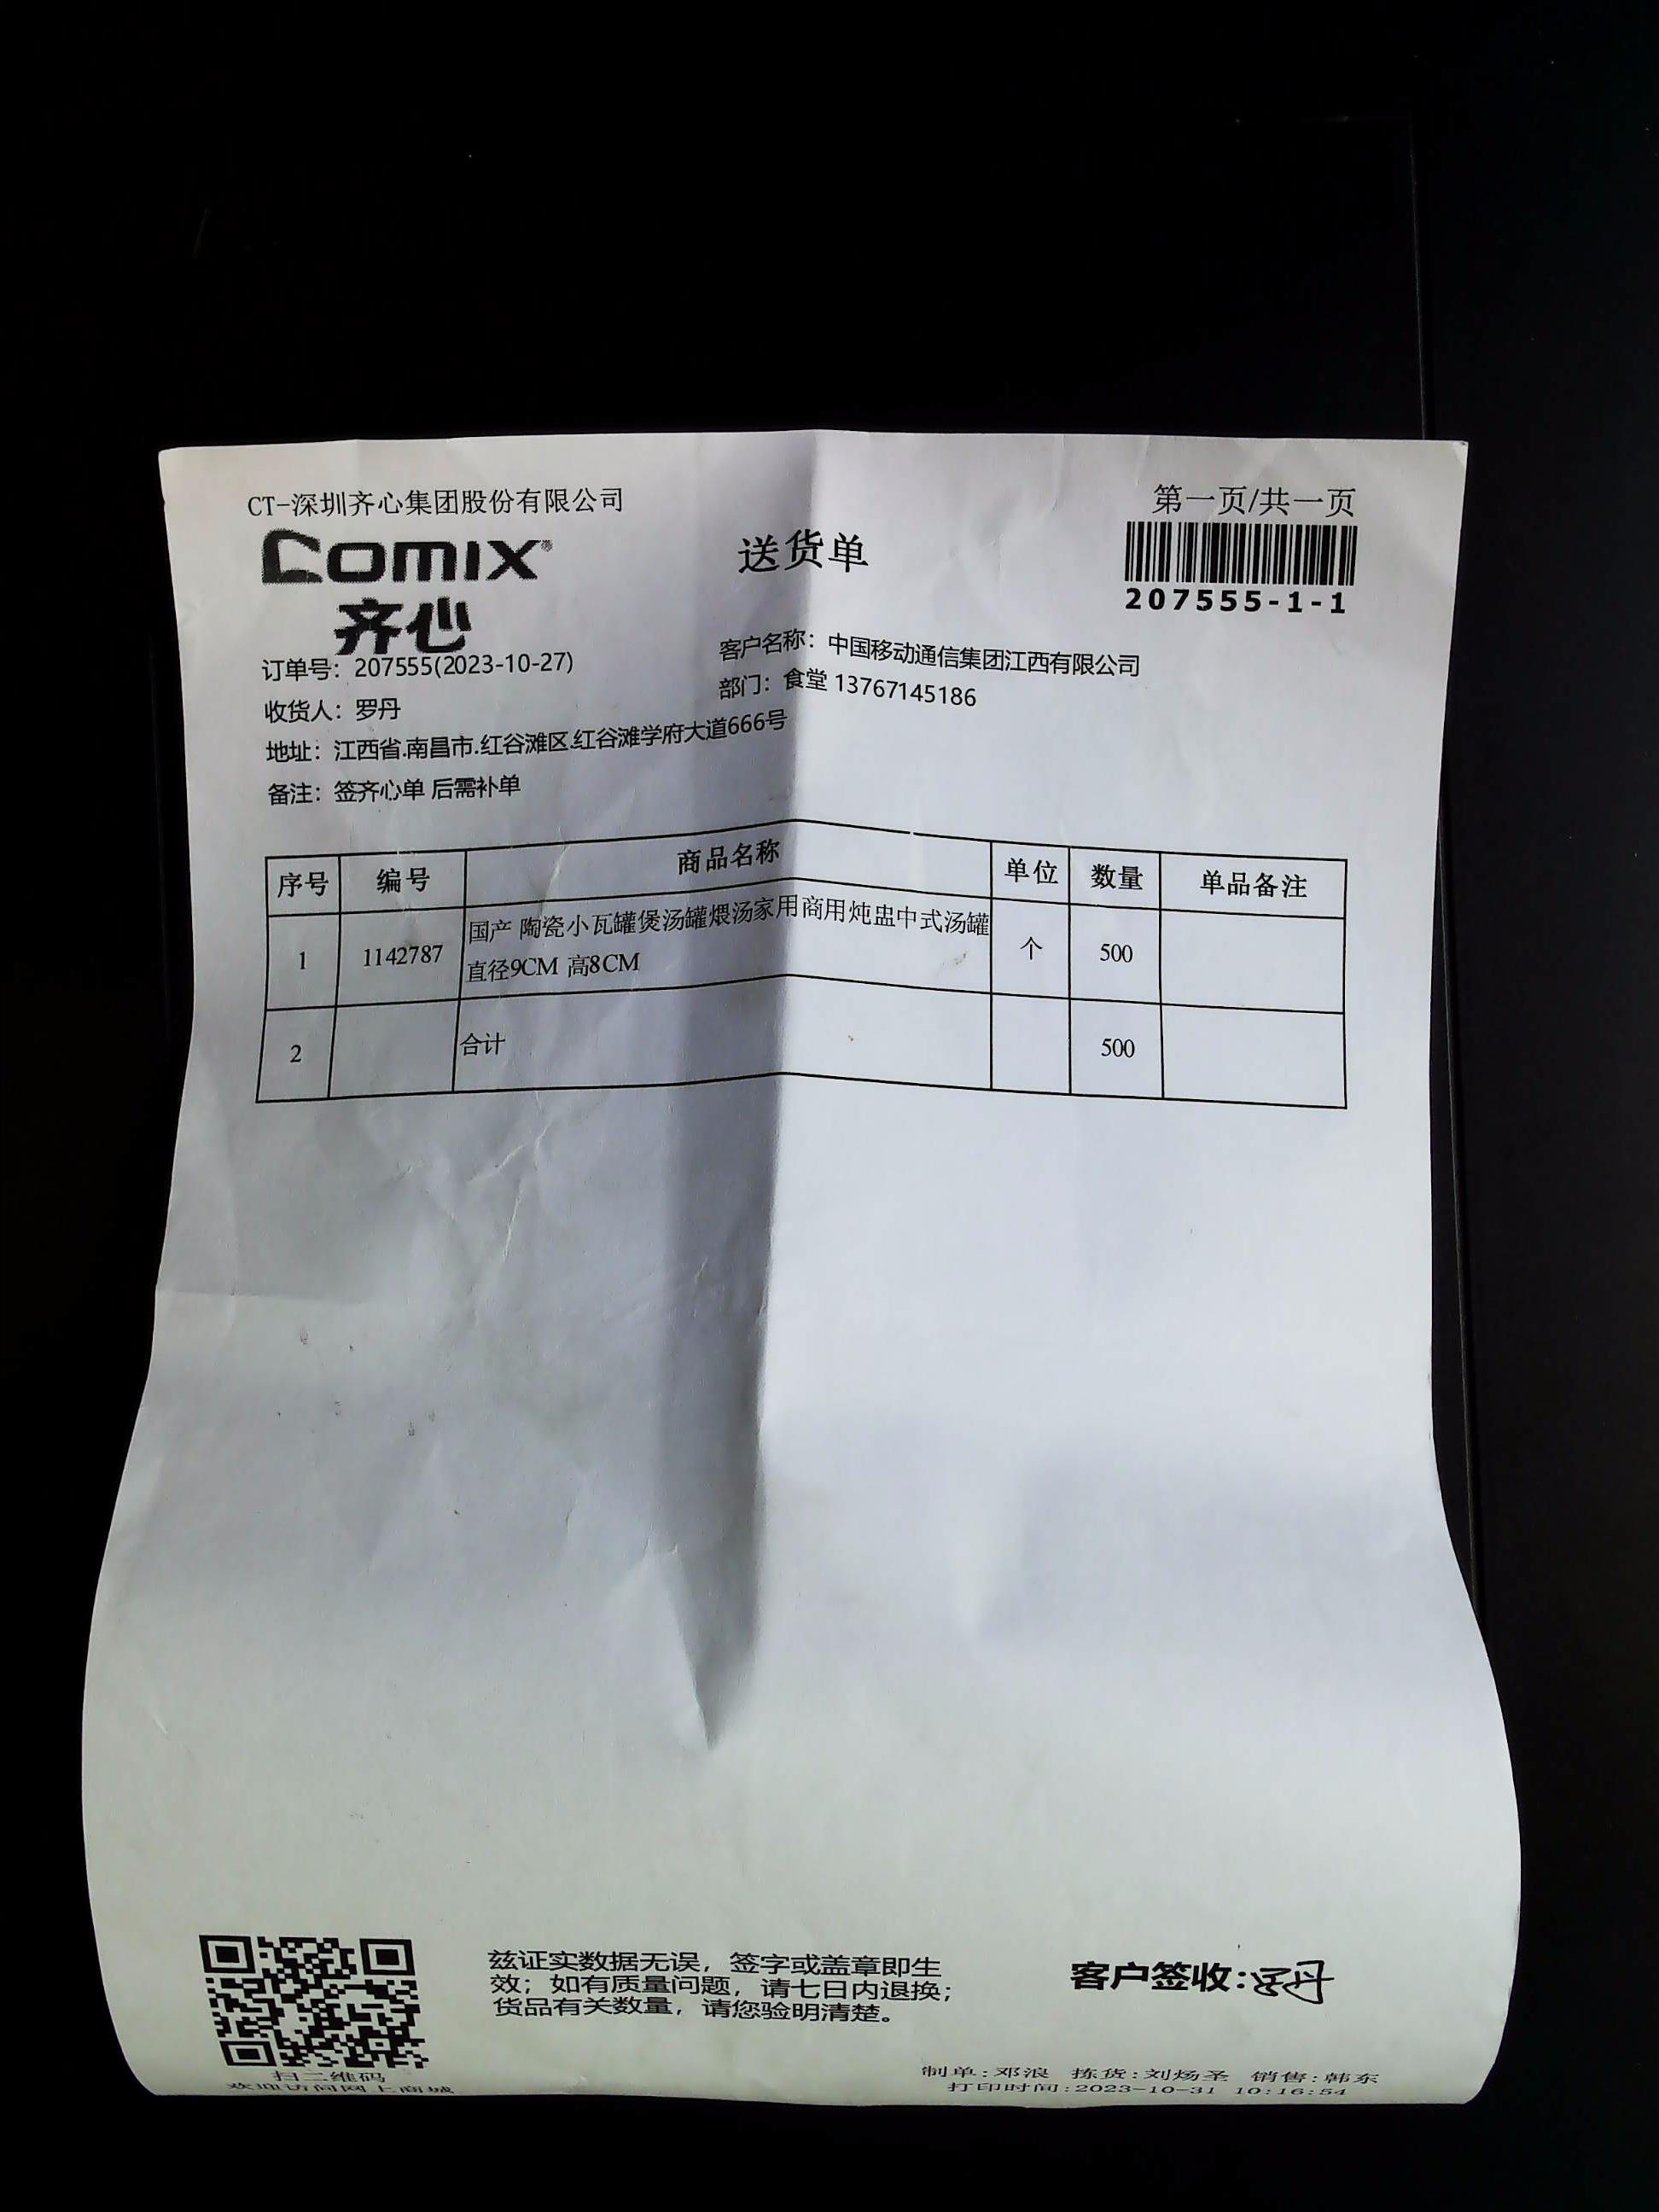 CT-深圳齐心集团股份有限公司
第一页/共一页
COMIX®
齐心
送货单
207555-1-1
订单号：207555(2023-10-27)
客户名称：中国移动通信集团江西有限公司
收货人：罗丹
部门：食堂 13767145186
地址：江西省.南昌市.红谷滩区.红谷滩学府大道666号
备注：签齐心单 后需补单
序号 编号 商品名称 单位 数量 单品备注
1 1142787 国产 陶瓷小瓦罐煲汤罐煨汤家用商用炖盅中式汤罐 个 500
直径9CM 高8CM
2 合计 500
兹证实数据无误，签字或盖章即生
效；如有质量问题，请七日内退换；
货品有关数量，请您验明清楚。
客户签收:罗丹
扫二维码
欢迎访问网上商城
制单:邓浪 拣货:刘炀圣 销售:韩东
打印时间:2023-10-31 10:16:54